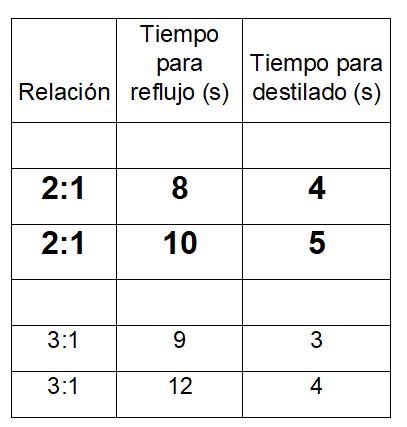 Relación Tiempo para reflujo (s) Tiempo para destilado (s)
2:1 8 4
2:1 10 5
3:1 9 3
3:1 12 4